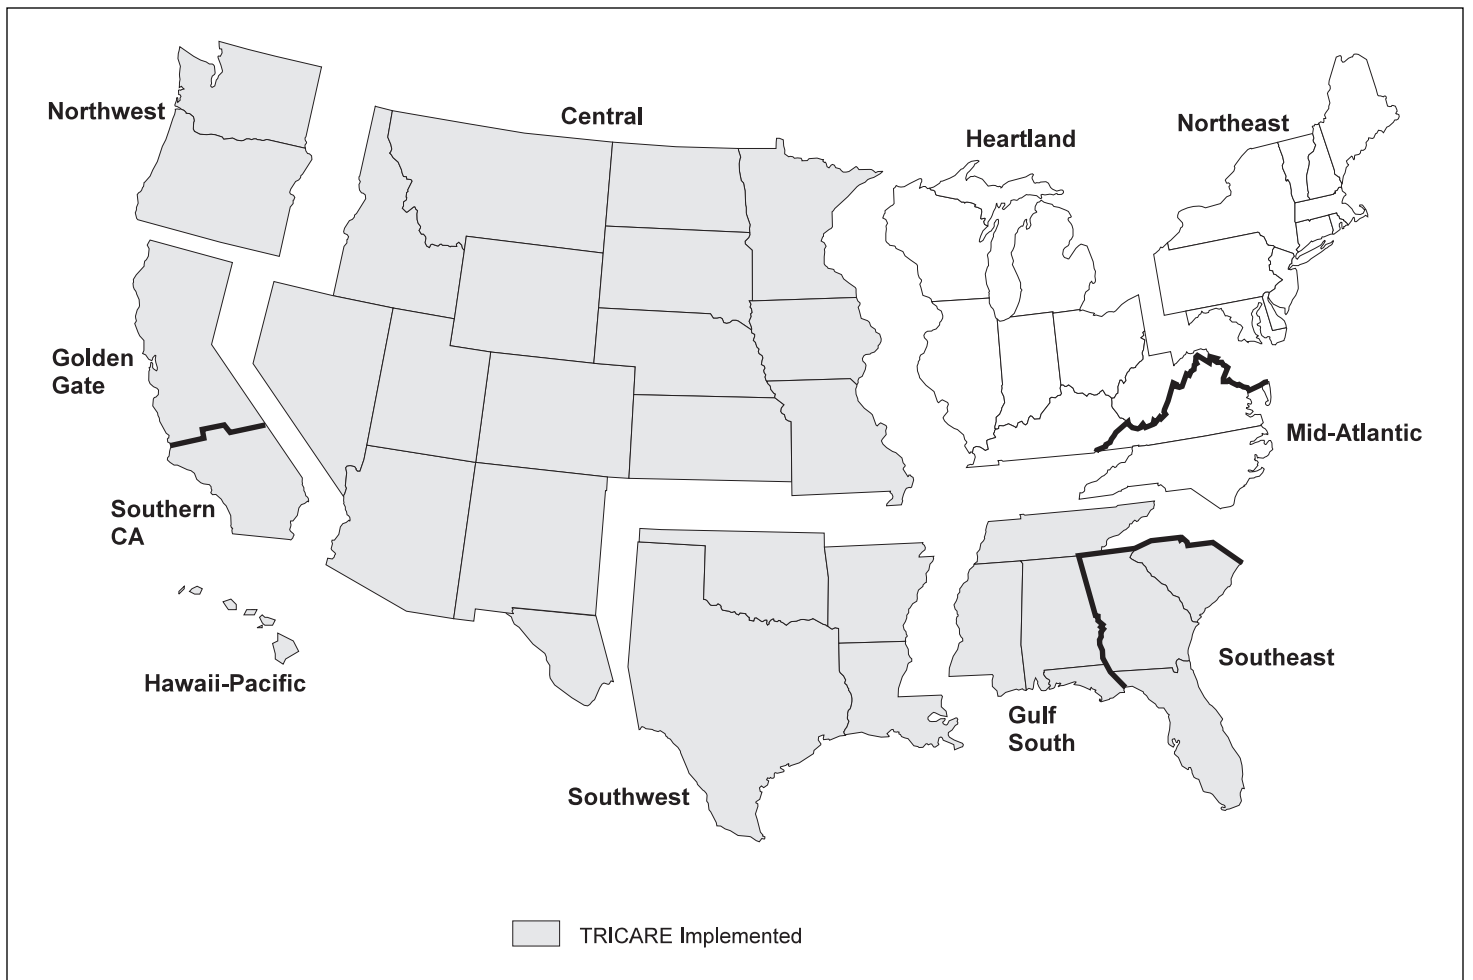 Central
Northeast
Northwest
Heartland
Golden
Gate
Mid-Atlantic
Southern
CA
Southeast
Hawaii-Pacific
Gulf
South
Southwest
TRICARE Implemented